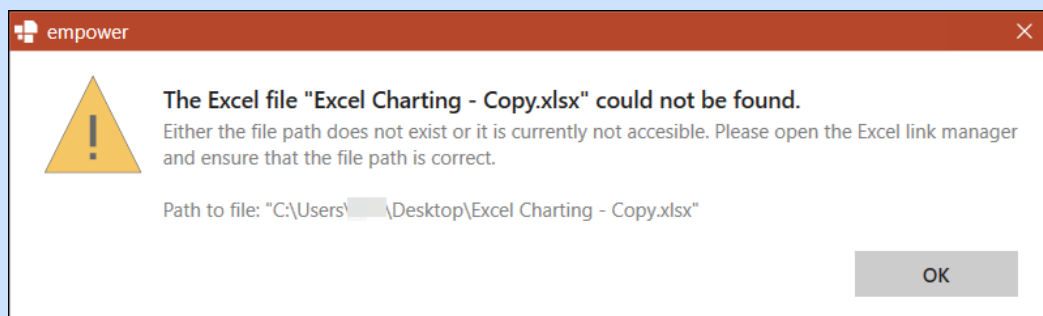 empower
The Excel file "Excel Charting - Copy.xlsx" could not be found.
Either the file path does not exist or it is currently not accesible. Please open the Excel link manager
and ensure that the file path is correct.
Path to file: "C:\Users\ \Desktop\Excel Charting - Copy.xlsx"
OK